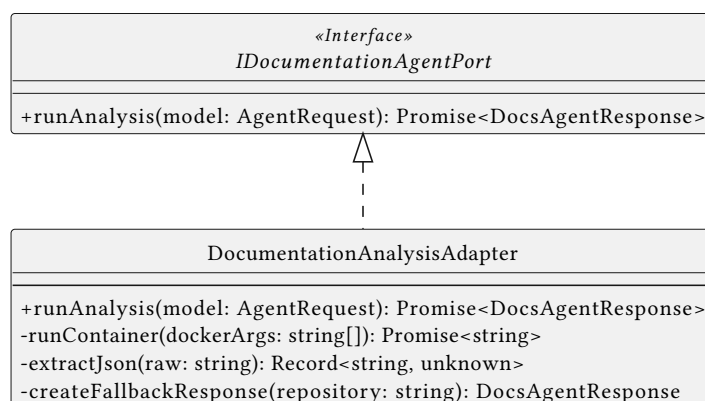 «Interface»
IDocumentationAgentPort
+runAnalysis(model: AgentRequest): Promise<DocsAgentResponse>
DocumentationAnalysisAdapter
+runAnalysis(model: AgentRequest): Promise<DocsAgentResponse>
-runContainer(dockerArgs: string[]): Promise<string>
-extractJson(raw: string): Record<string, unknown>
-createFallbackResponse(repository: string): DocsAgentResponse